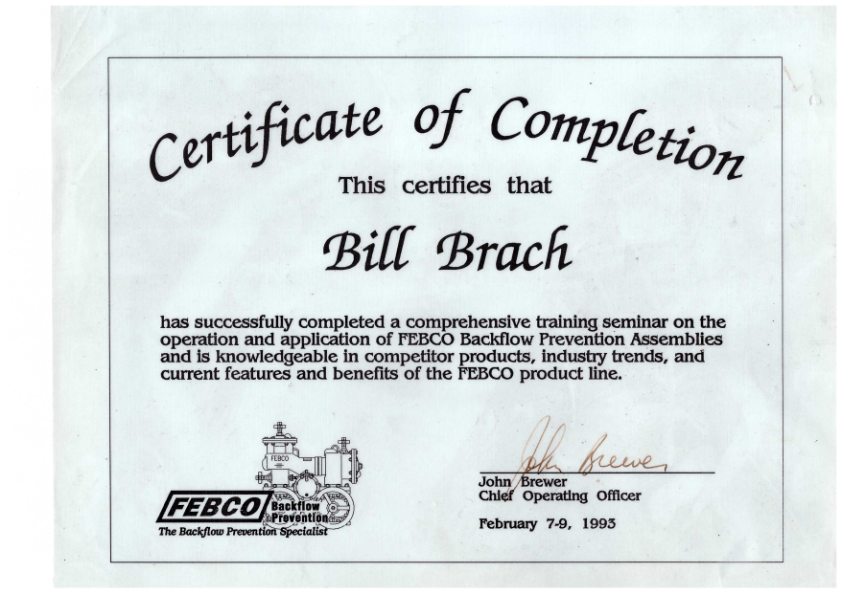 Certificate of Completion
This certifies that
Bill Brach
has successfully completed a comprehensive training seminar on the
operation and application of FEBCO Backflow Prevention Assemblies
and is knowledgeable in competitor products, industry trends, and
current features and benefits of the FEBCO product line.
FEBCO
FEBCO
Backflow
Prevention
The Backflow Prevention Specialist
John Brewer
John Brewer
Chief Operating Officer
February 7-9, 1993